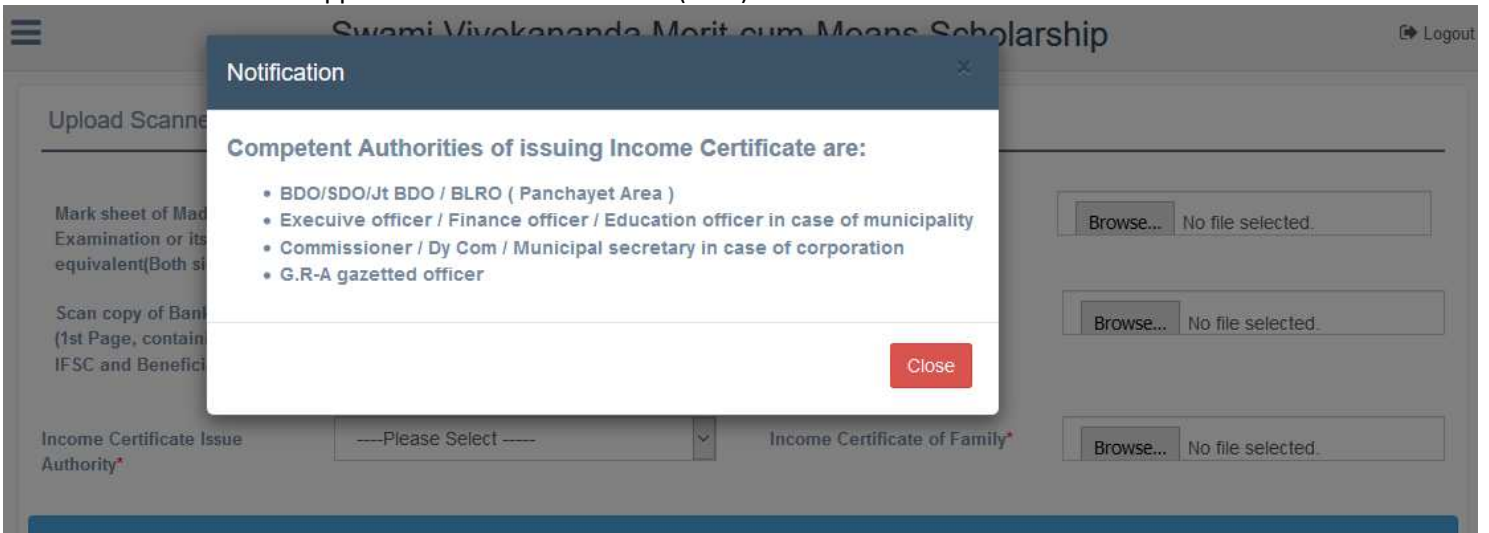 Swami Vivekananda Merit cum Means Scholarship
Logout
Notification
×
Upload Scanne
Competent Authorities of issuing Income Certificate are:
• BDO/SDO/Jt BDO / BLRO ( Panchayet Area )
• Execuive officer / Finance officer / Education officer in case of municipality
• Commissioner / Dy Com / Municipal secretary in case of corporation
• G.R-A gazetted officer
Mark sheet of Mad
Examination or its
equivalent(Both si
Browse... No file selected.
Scan copy of Bank
(1st Page, contain
IFSC and Benefici
Browse... No file selected.
Close
Income Certificate Issue
Authority*
----Please Select -----
Income Certificate of Family*
Browse... No file selected.